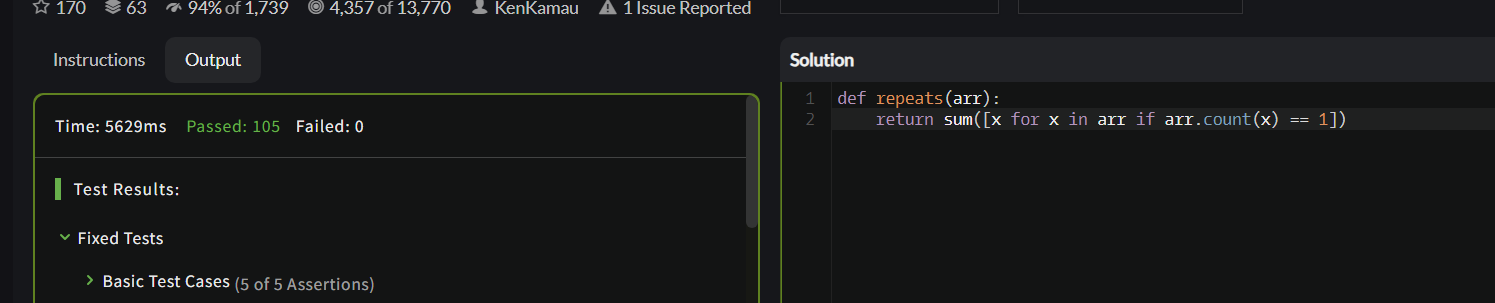 170 63 94% of 1,739 4,357 of 13,770 KenKamau 1 Issue Reported
Instructions Output
Time: 5629ms Passed: 105 Failed: 0
Test Results:
Fixed Tests
Basic Test Cases (5 of 5 Assertions)
Solution
1 def repeats(arr):
2 return sum([x for x in arr if arr.count(x) == 1])